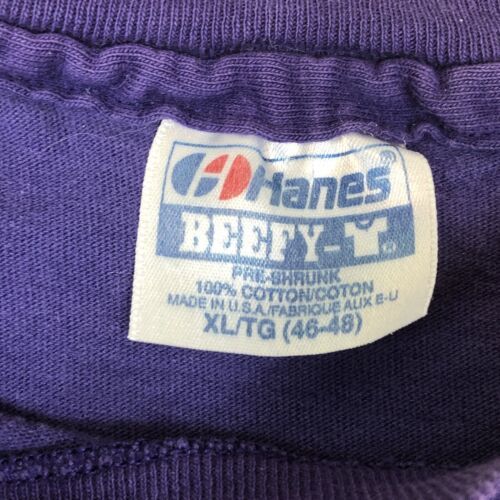 Hanes®
BEEFY-T
PRE-SHRUNK
100% COTTON/COTON
MADE IN U.S.A./FABRIQUE AUX E-U
XL/TG (46-48)